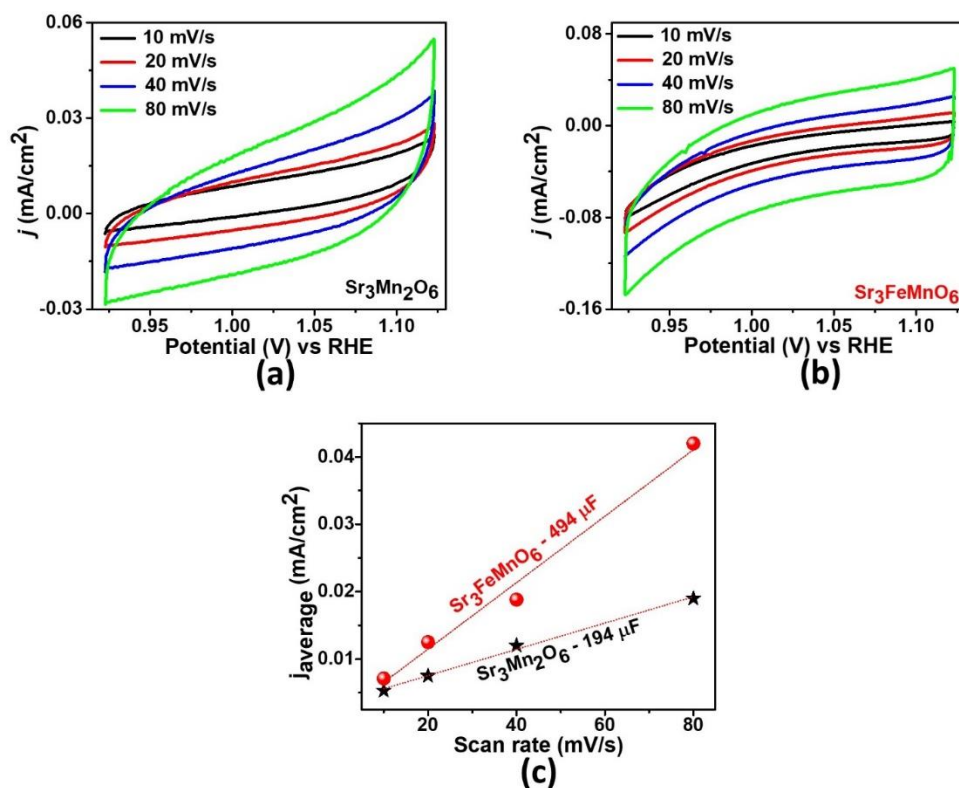 0.06
0.03
0.00
-0.03
j (mA/cm²)
10 mV/s
20 mV/s
40 mV/s
80 mV/s
Sr₃Mn₂O₆
0.95 1.00 1.05 1.10
Potential (V) vs RHE
(a)
0.08
0.00
-0.08
-0.16
j (mA/cm²)
10 mV/s
20 mV/s
40 mV/s
80 mV/s
Sr₃FeMnO₆
0.95 1.00 1.05 1.10
Potential (V) vs RHE
(b)
0.04
0.03
0.02
0.01
javerage (mA/cm²)
Sr₃FeMnO₆ - 494 μF
Sr₃Mn₂O₆ - 194 μF
20 40 60 80
Scan rate (mV/s)
(c)